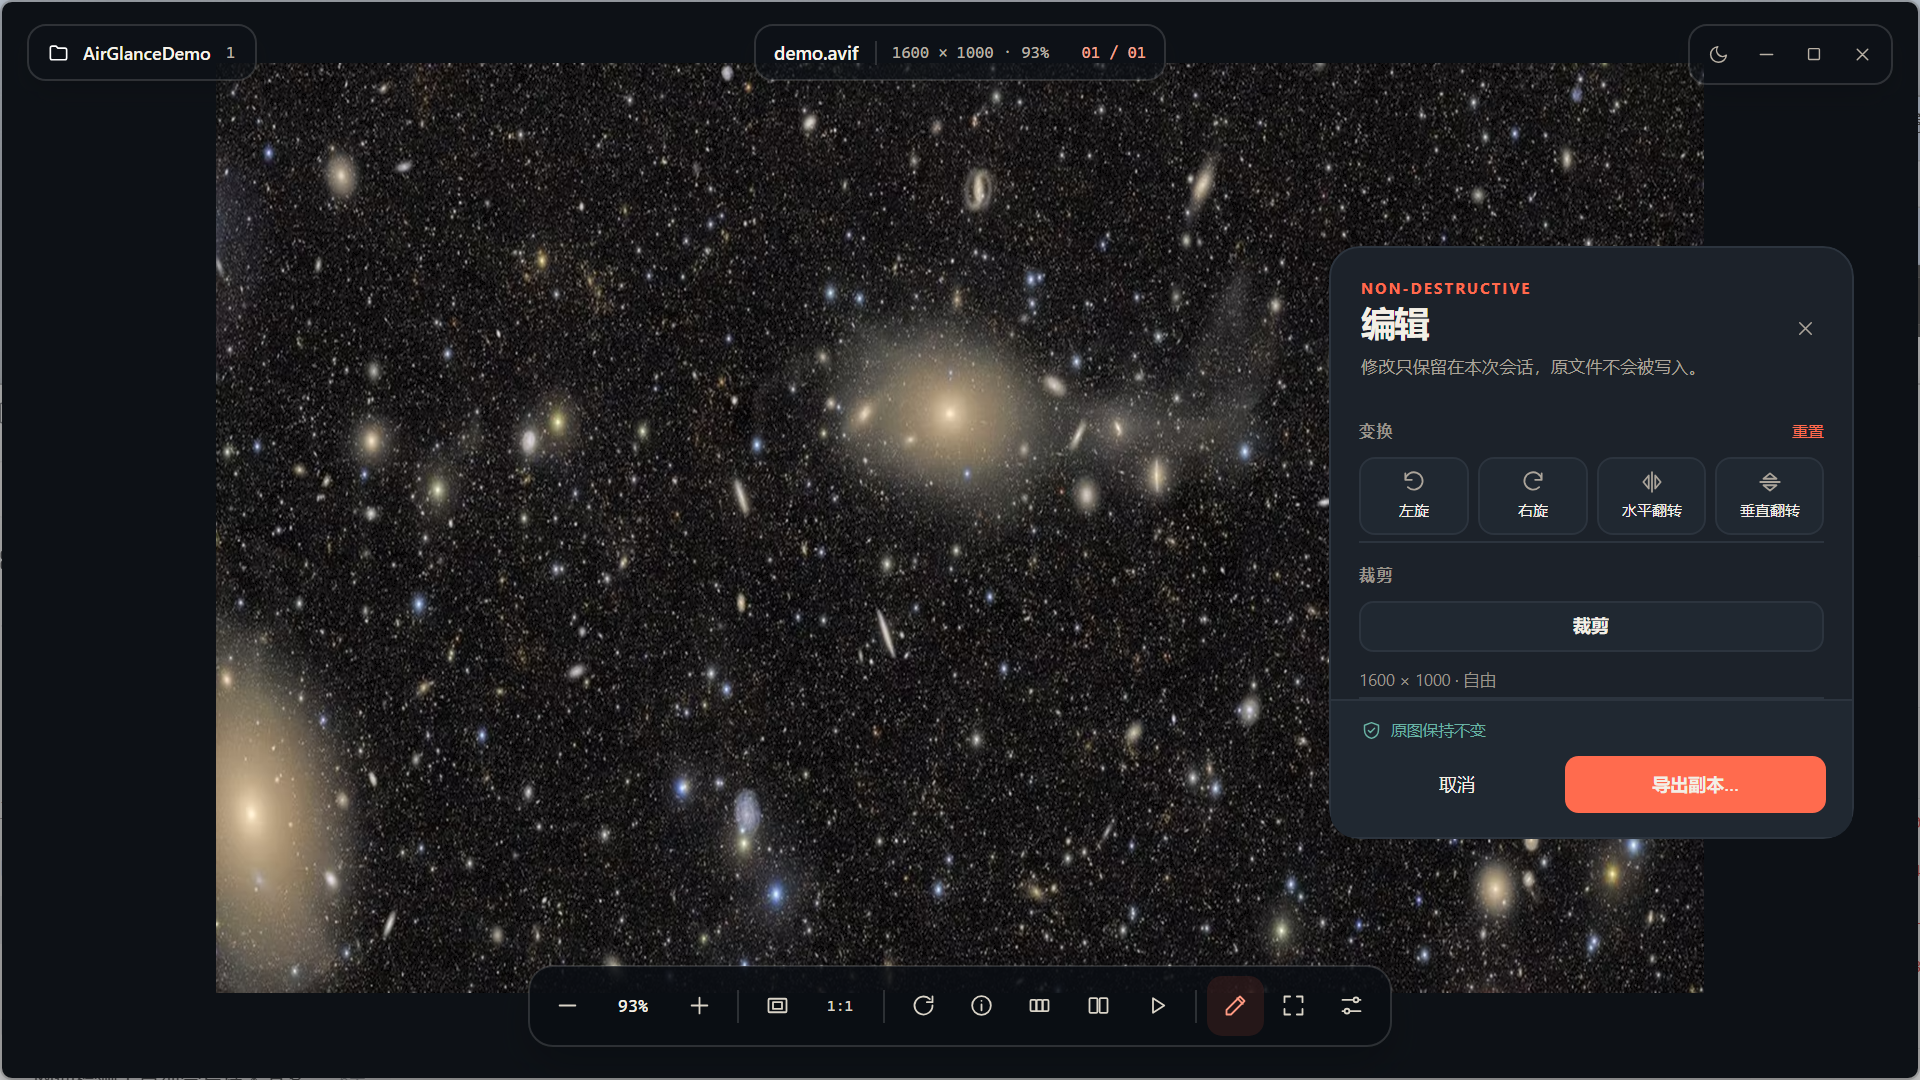 AirGlanceDemo 1
demo.avif 1600 × 1000 · 93% 01 / 01
NON-DESTRUCTIVE
编辑
修改只保留在本次会话，原文件不会被写入。
变换 重置
左旋 右旋 水平翻转 垂直翻转
裁剪
裁剪
1600 × 1000 · 自由
原图保持不变
取消 导出副本...
93% 1:1